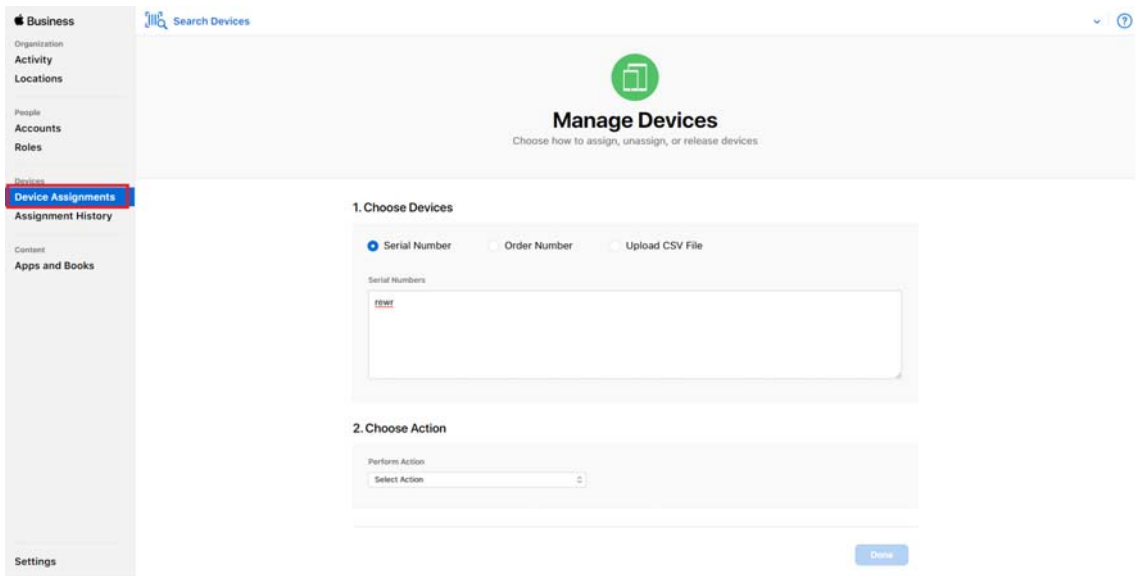 Business
Search Devices
Organization
Activity
Locations
People
Accounts
Roles
Devices
Device Assignments
Assignment History
Content
Apps and Books
Settings
Manage Devices
Choose how to assign, unassign, or release devices
1. Choose Devices
Serial Number Order Number Upload CSV File
Serial Numbers
rewr
2. Choose Action
Perform Action
Select Action
Done